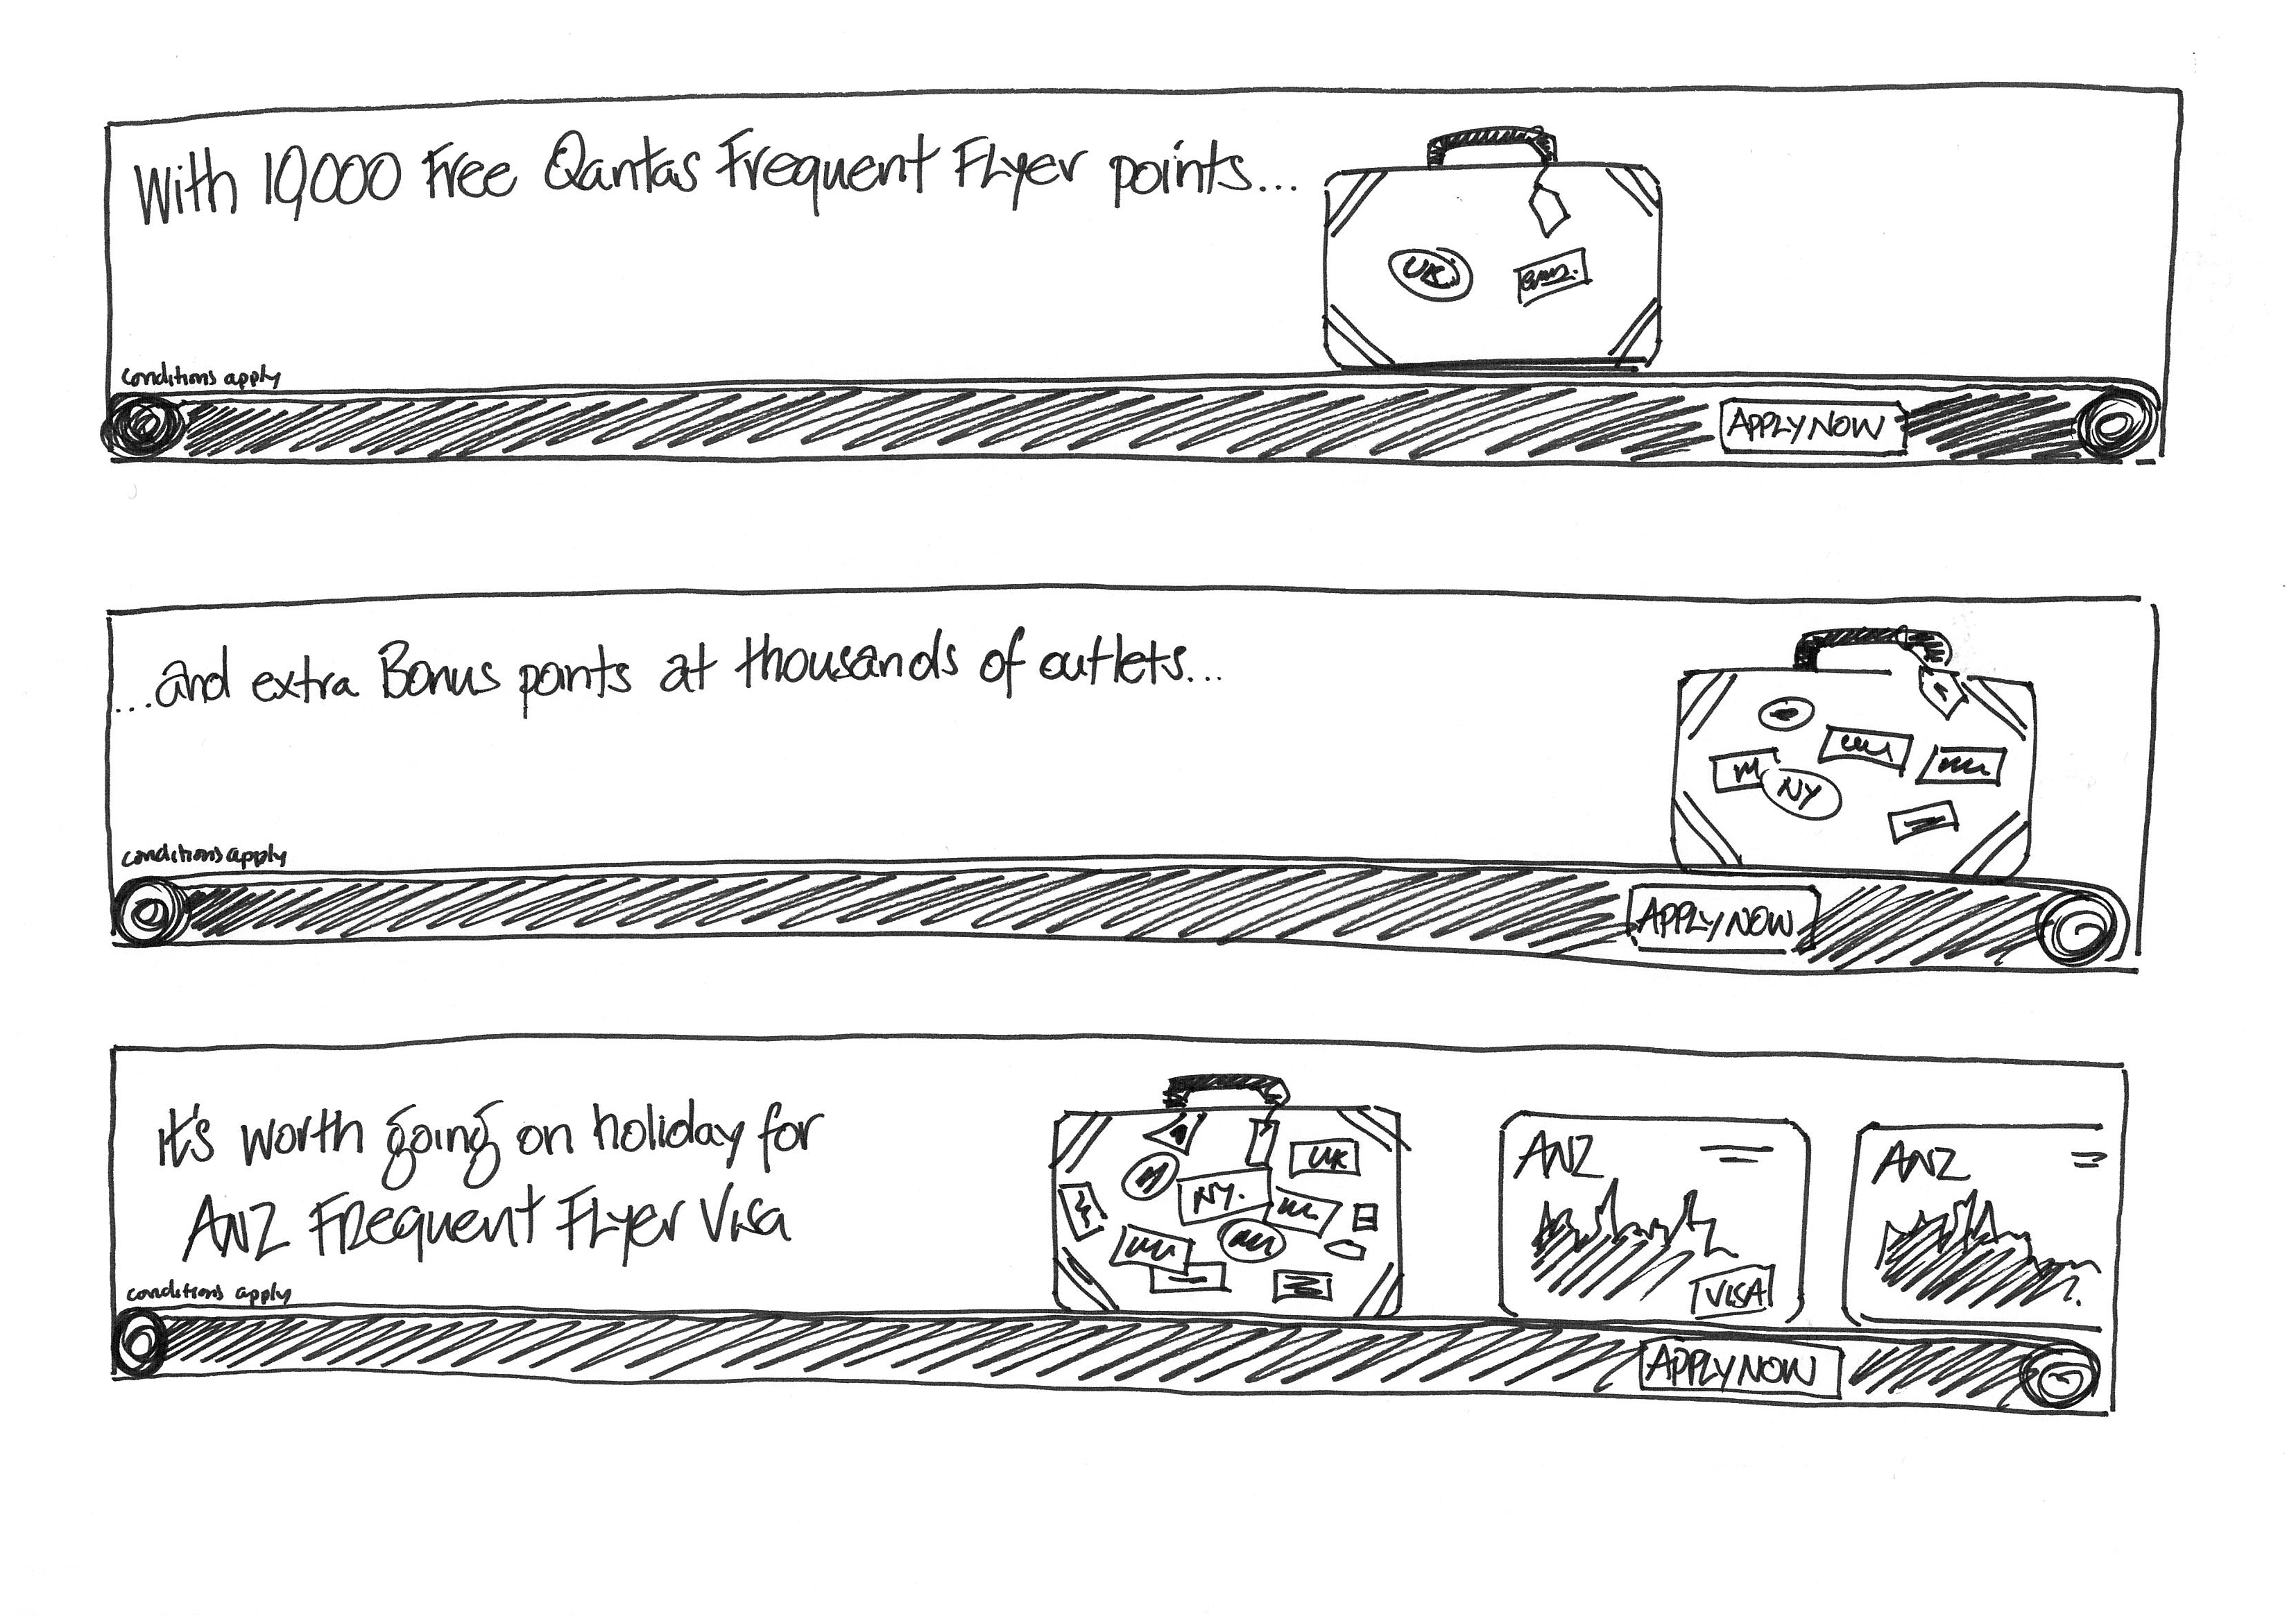 With 10,000 Free Qantas Frequent Flyer points...
UK
conditions apply
APPLY NOW
...and extra Bonus points at thousands of outlets...
NY
conditions apply
APPLY NOW
it's worth going on holiday for
ANZ Frequent Flyer Visa
UK
NY.
ANZ
VISA
ANZ
conditions apply
APPLY NOW